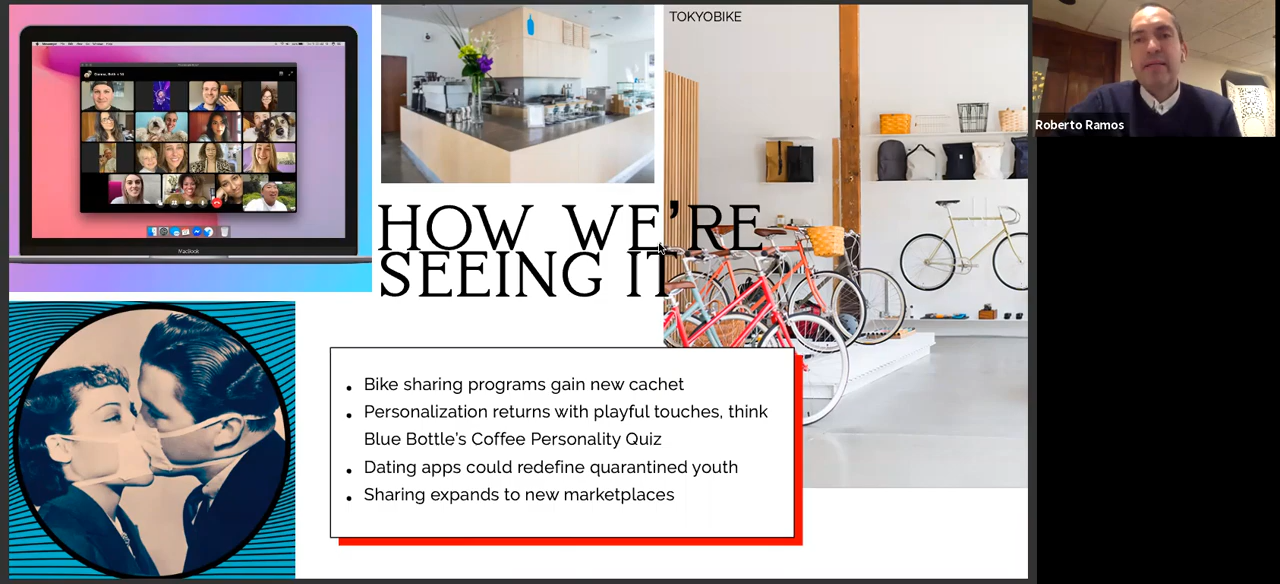 TOKYOBIKE
Roberto Ramos
MacBook
HOW WE'RE
SEEING IT
Bike sharing programs gain new cachet
Personalization returns with playful touches, think
Blue Bottle's Coffee Personality Quiz
Dating apps could redefine quarantined youth
Sharing expands to new marketplaces